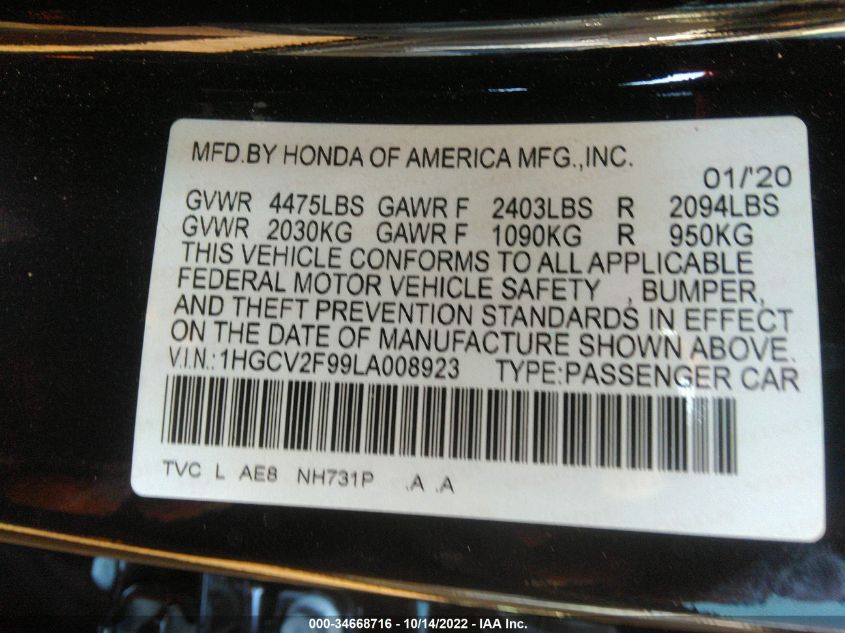 MFD.BY HONDA OF AMERICA MFG.,INC.
01/'20
GVWR 4475LBS GAWR F 2403LBS R 2094LBS
GVWR 2030KG GAWR F 1090KG R 950KG
THIS VEHICLE CONFORMS TO ALL APPLICABLE
FEDERAL MOTOR VEHICLE SAFETY , BUMPER,
AND THEFT PREVENTION STANDARDS IN EFFECT
ON THE DATE OF MANUFACTURE SHOWN ABOVE.
V.I.N.:1HGCV2F99LA008923 TYPE:PASSENGER CAR
TVC L AE8 NH731P .A .A
000-34668716 - 10/14/2022 - IAA Inc.